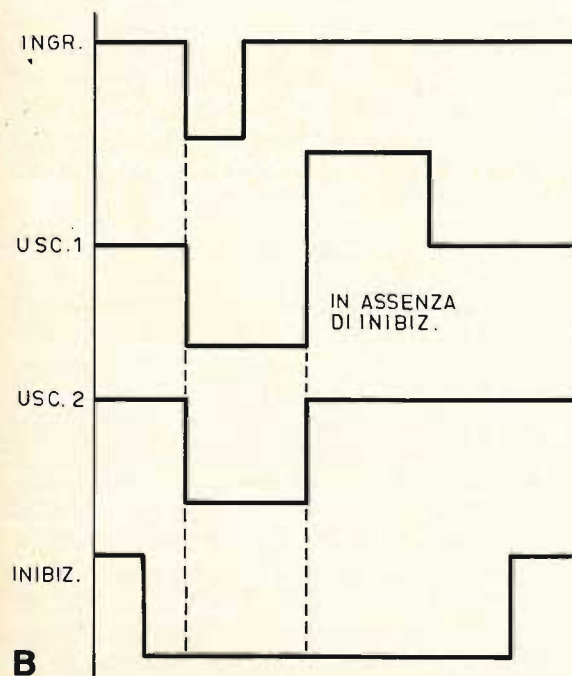 INGR.
USC.1
IN ASSENZA
DI INIBIZ.
USC. 2
INIBIZ.
B